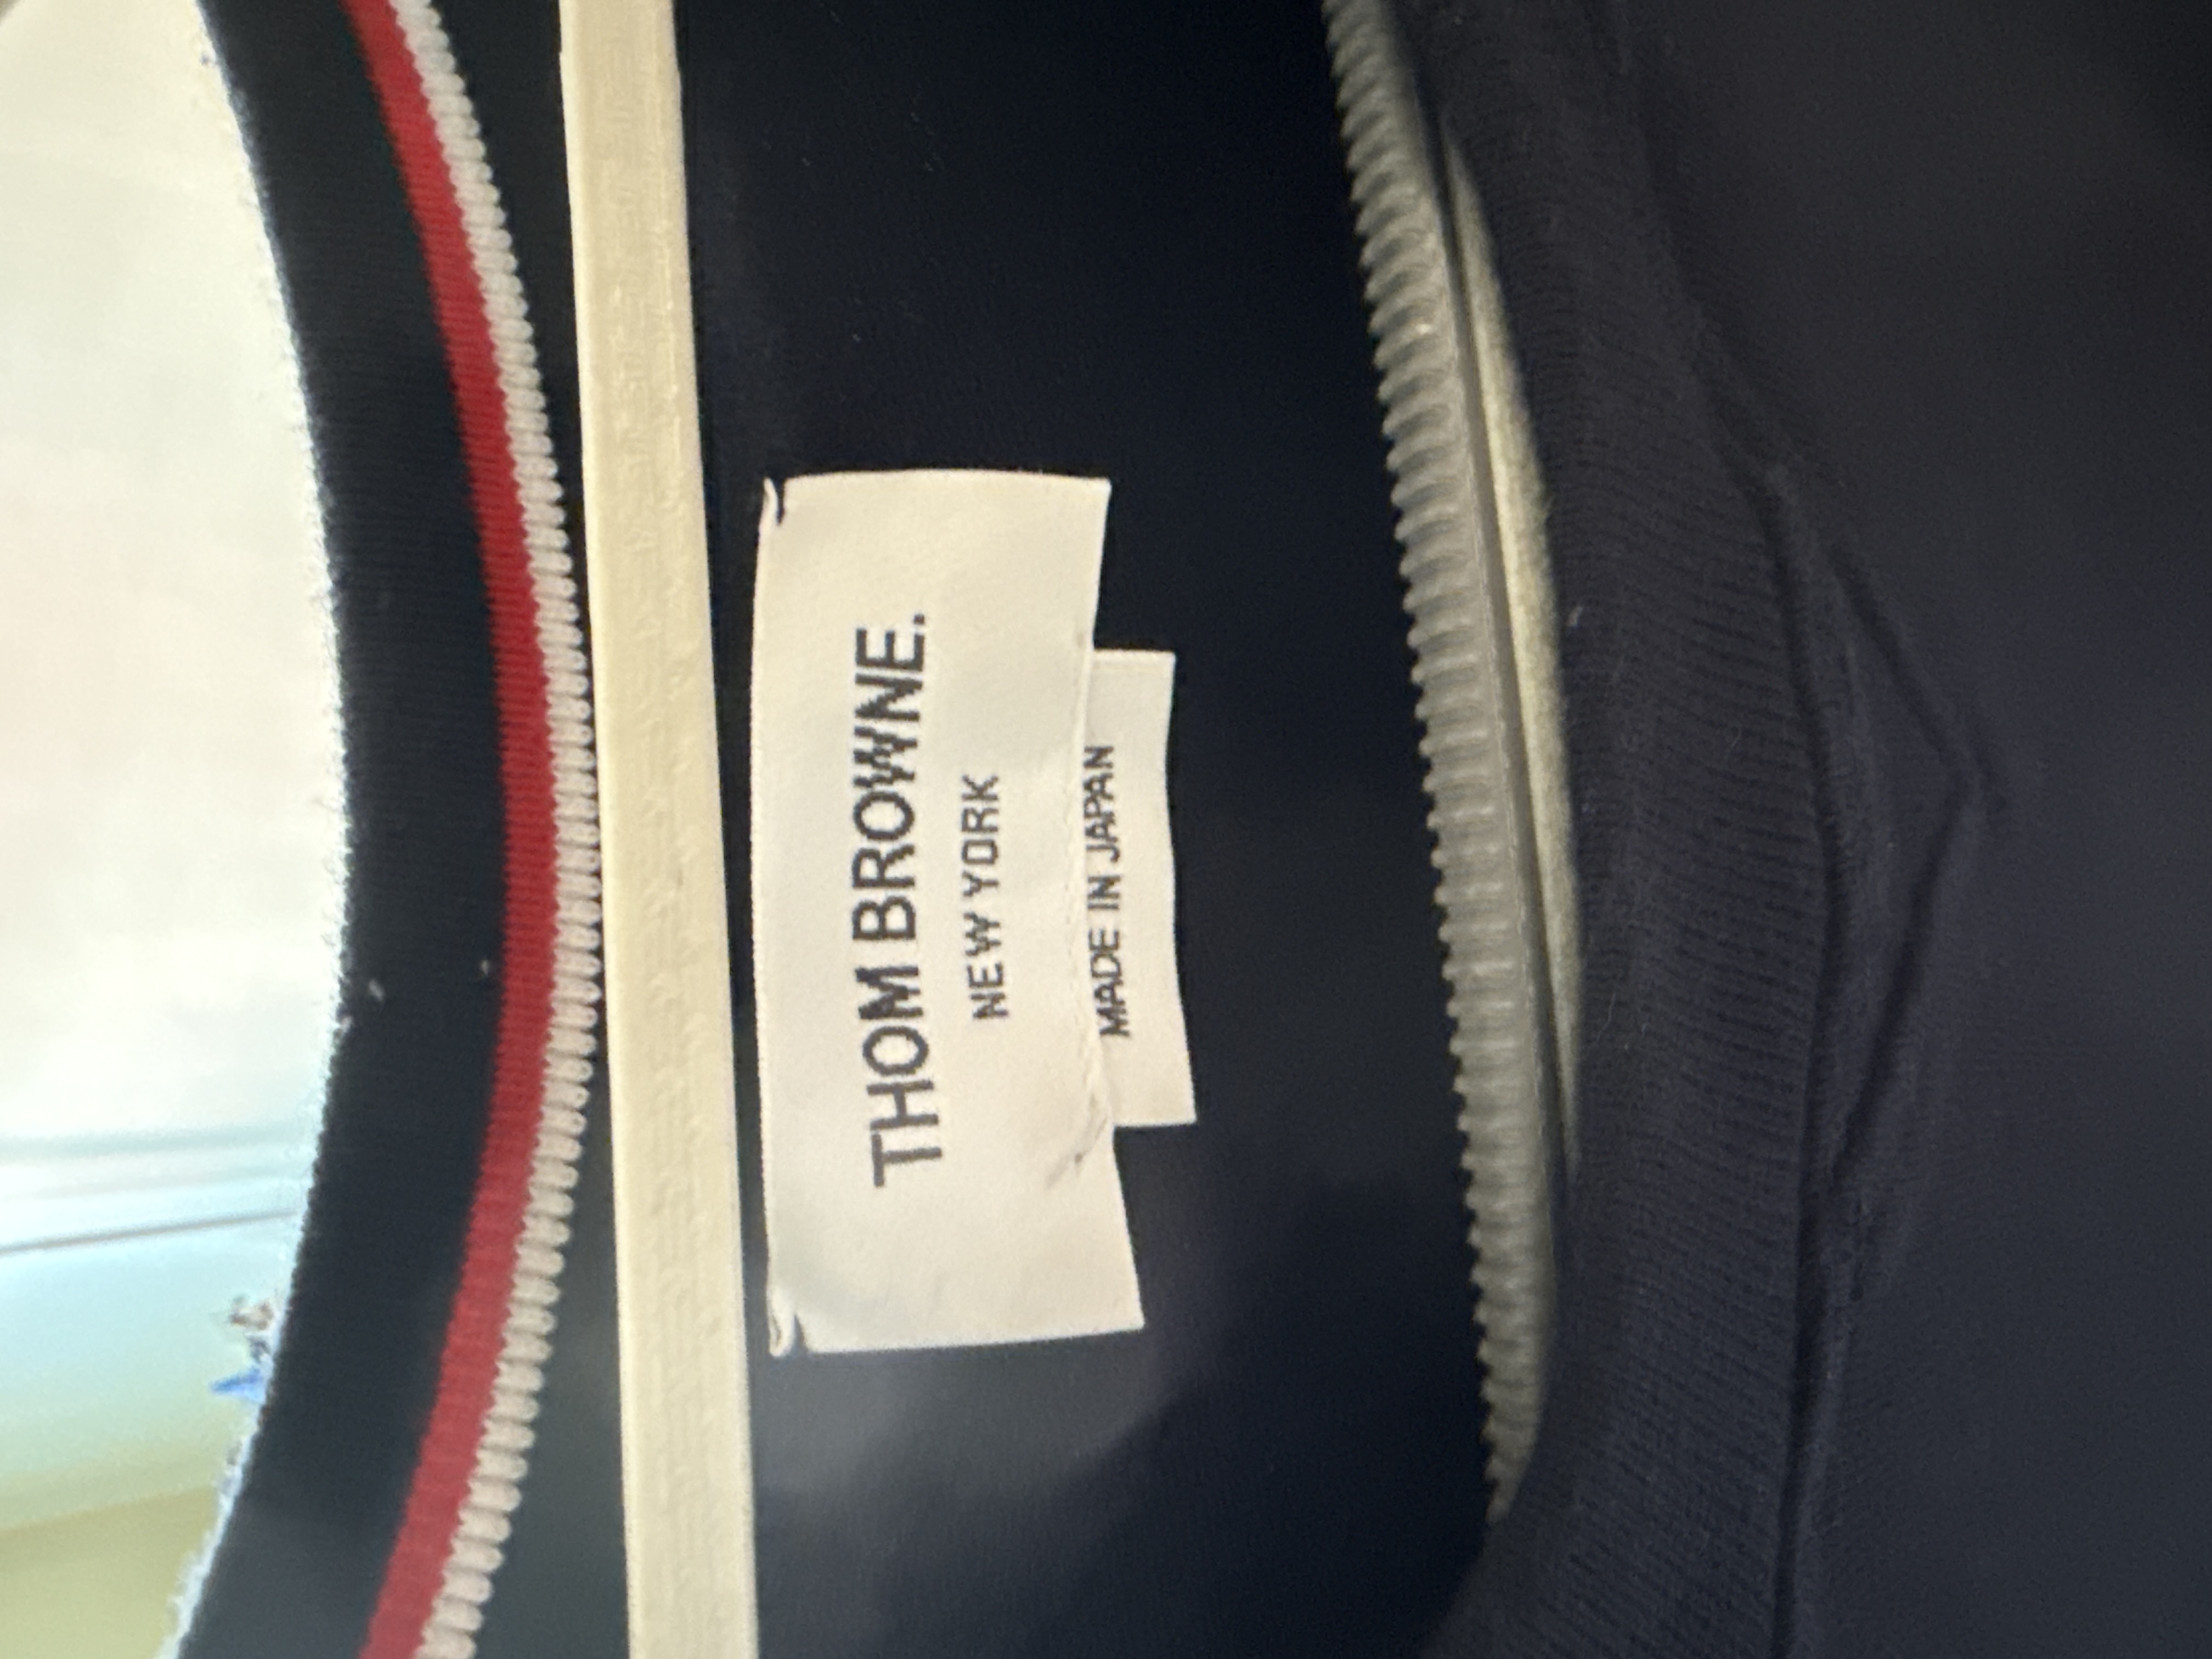 THOM BROWNE.
NEW YORK
MADE IN JAPAN